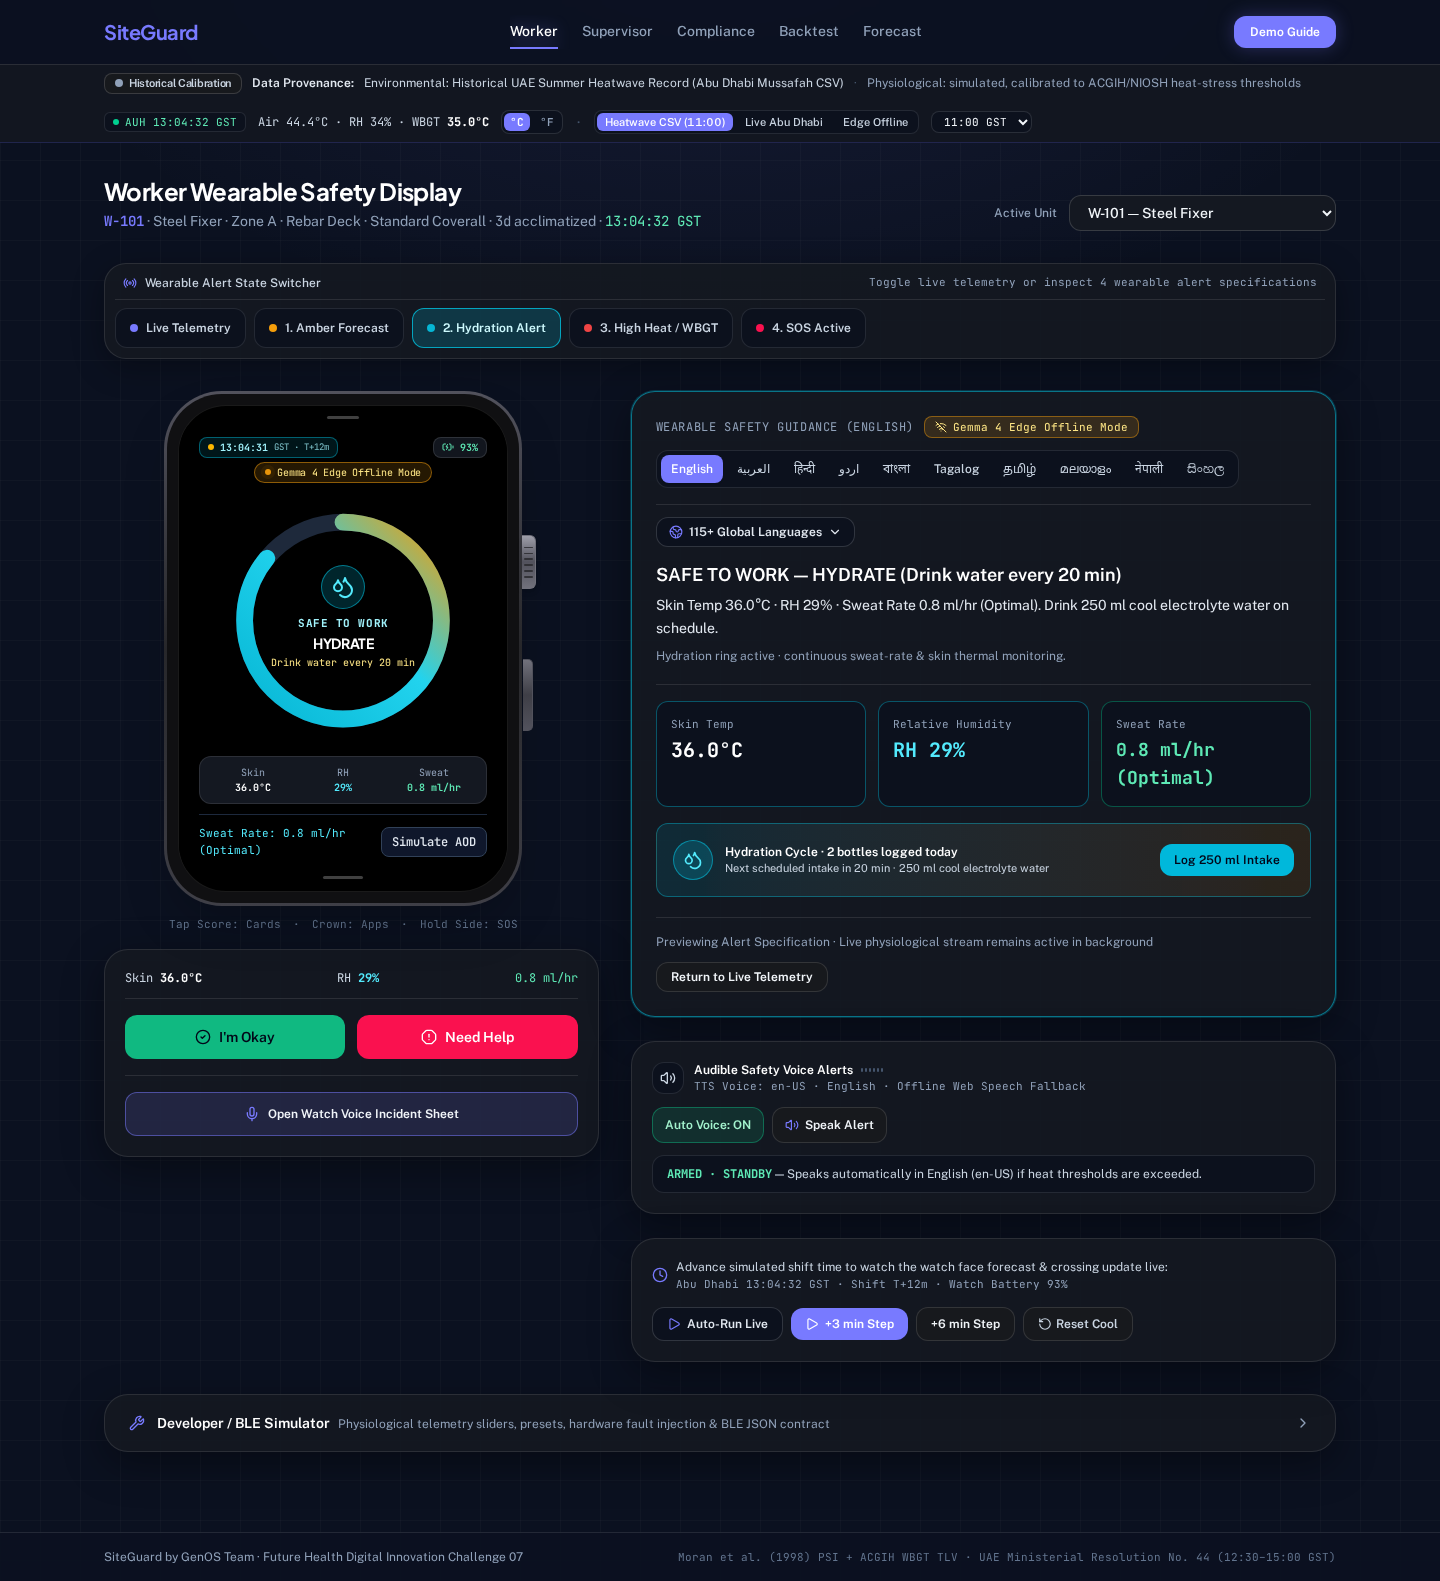 SiteGuard
Worker Supervisor Compliance Backtest Forecast
Demo Guide
Historical Calibration Data Provenance: Environmental: Historical UAE Summer Heatwave Record (Abu Dhabi Mussafah CSV) · Physiological: simulated, calibrated to ACGIH/NIOSH heat-stress thresholds
AUH 13:04:32 GST Air 44.4°C · RH 34% · WBGT 35.0°C °C °F · Heatwave CSV (11:00) Live Abu Dhabi Edge Offline 11:00 GST
Worker Wearable Safety Display
W-101 · Steel Fixer · Zone A · Rebar Deck · Standard Coverall · 3d acclimatized · 13:04:32 GST
Active Unit W-101 — Steel Fixer
Wearable Alert State Switcher
Toggle live telemetry or inspect 4 wearable alert specifications
Live Telemetry 1. Amber Forecast 2. Hydration Alert 3. High Heat / WBGT 4. SOS Active
13:04:31 GST · T+12m 93%
Gemma 4 Edge Offline Mode
SAFE TO WORK
HYDRATE
Drink water every 20 min
Skin RH Sweat
36.0°C 29% 0.8 ml/hr
Sweat Rate: 0.8 ml/hr
(Optimal)
Simulate AOD
Tap Score: Cards · Crown: Apps · Hold Side: SOS
Skin 36.0°C RH 29% 0.8 ml/hr
I'm Okay Need Help
Open Watch Voice Incident Sheet
WEARABLE SAFETY GUIDANCE (ENGLISH) Gemma 4 Edge Offline Mode
English العربية हिन्दी اردو বাংলা Tagalog தமிழ் മലയാളം नेपाली සිංහල
115+ Global Languages
SAFE TO WORK — HYDRATE (Drink water every 20 min)
Skin Temp 36.0°C · RH 29% · Sweat Rate 0.8 ml/hr (Optimal). Drink 250 ml cool electrolyte water on
schedule.
Hydration ring active · continuous sweat-rate & skin thermal monitoring.
Skin Temp Relative Humidity Sweat Rate
36.0°C RH 29% 0.8 ml/hr
(Optimal)
Hydration Cycle · 2 bottles logged today
Next scheduled intake in 20 min · 250 ml cool electrolyte water
Log 250 ml Intake
Previewing Alert Specification · Live physiological stream remains active in background
Return to Live Telemetry
Audible Safety Voice Alerts
TTS Voice: en-US · English · Offline Web Speech Fallback
Auto Voice: ON Speak Alert
ARMED · STANDBY — Speaks automatically in English (en-US) if heat thresholds are exceeded.
Advance simulated shift time to watch the watch face forecast & crossing update live:
Abu Dhabi 13:04:32 GST · Shift T+12m · Watch Battery 93%
Auto-Run Live +3 min Step +6 min Step Reset Cool
Developer / BLE Simulator Physiological telemetry sliders, presets, hardware fault injection & BLE JSON contract
SiteGuard by GenOS Team · Future Health Digital Innovation Challenge 07
Moran et al. (1998) PSI + ACGIH WBGT TLV · UAE Ministerial Resolution No. 44 (12:30–15:00 GST)